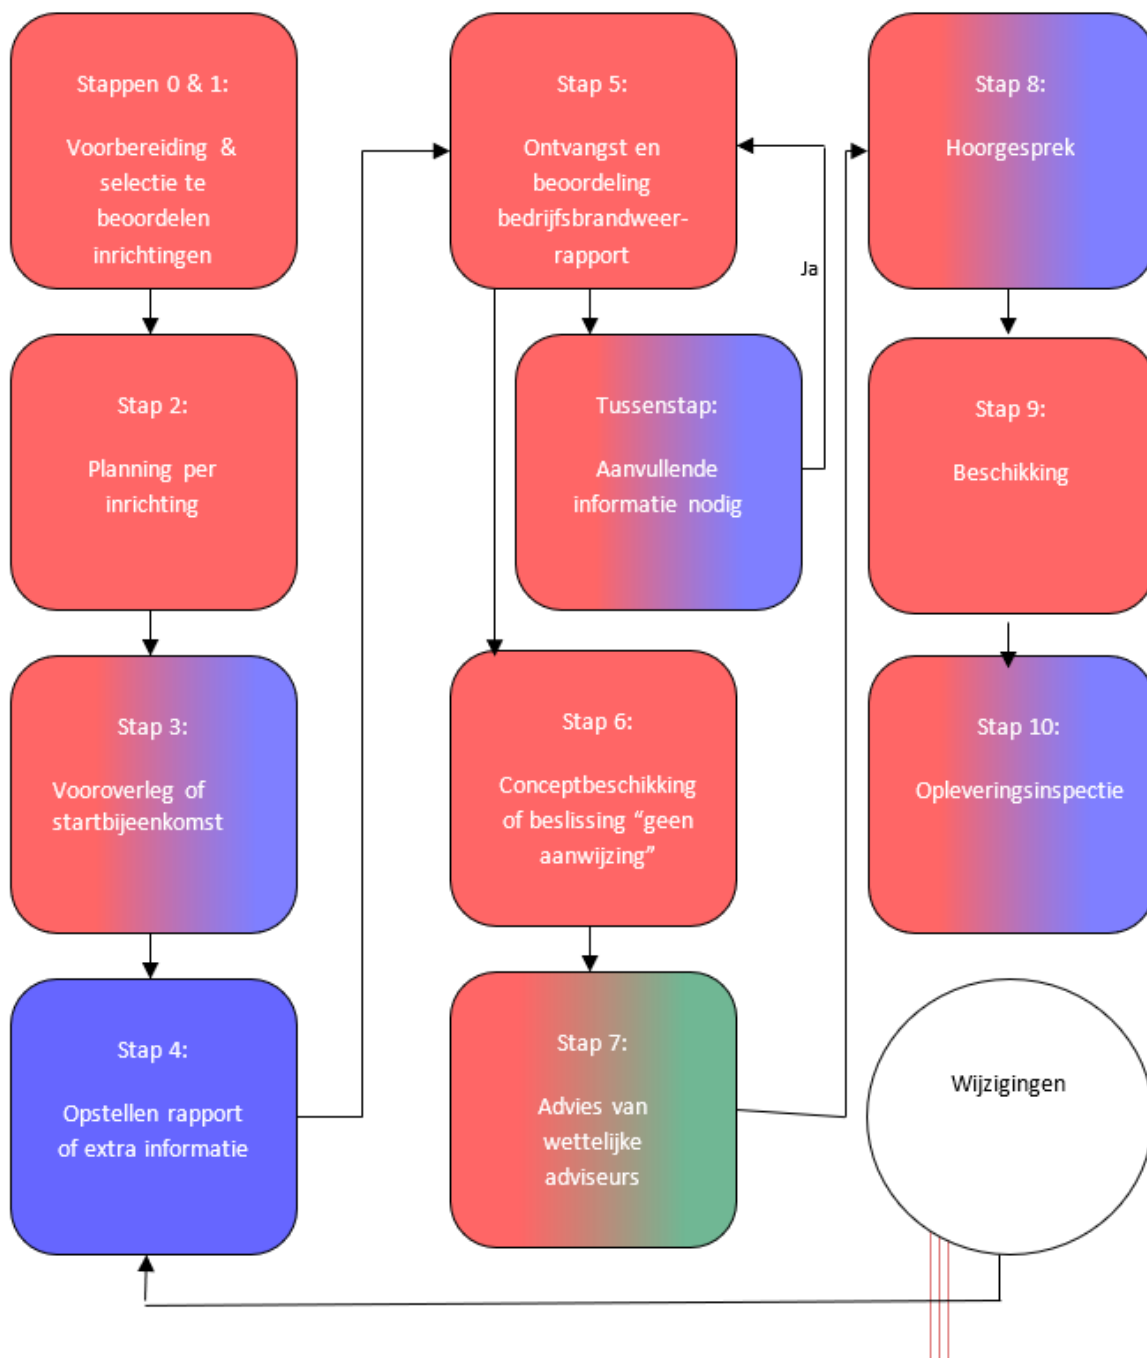 Stappen 0 & 1:
Voorbereiding &
selectie te
beoordelen
inrichtingen
Stap 2:
Planning per
inrichting
Stap 3:
Vooroverleg of
startbijeenkomst
Stap 4:
Opstellen rapport
of extra informatie
Stap 5:
Ontvangst en
beoordeling
bedrijfsbrandweer-
rapport
Ja
Tussenstap:
Aanvullende
informatie nodig
Stap 6:
Conceptbeschikking
of beslissing “geen
aanwijzing”
Stap 7:
Advies van
wettelijke
adviseurs
Stap 8:
Hoorgesprek
Stap 9:
Beschikking
Stap 10:
Opleveringsinspectie
Wijzigingen